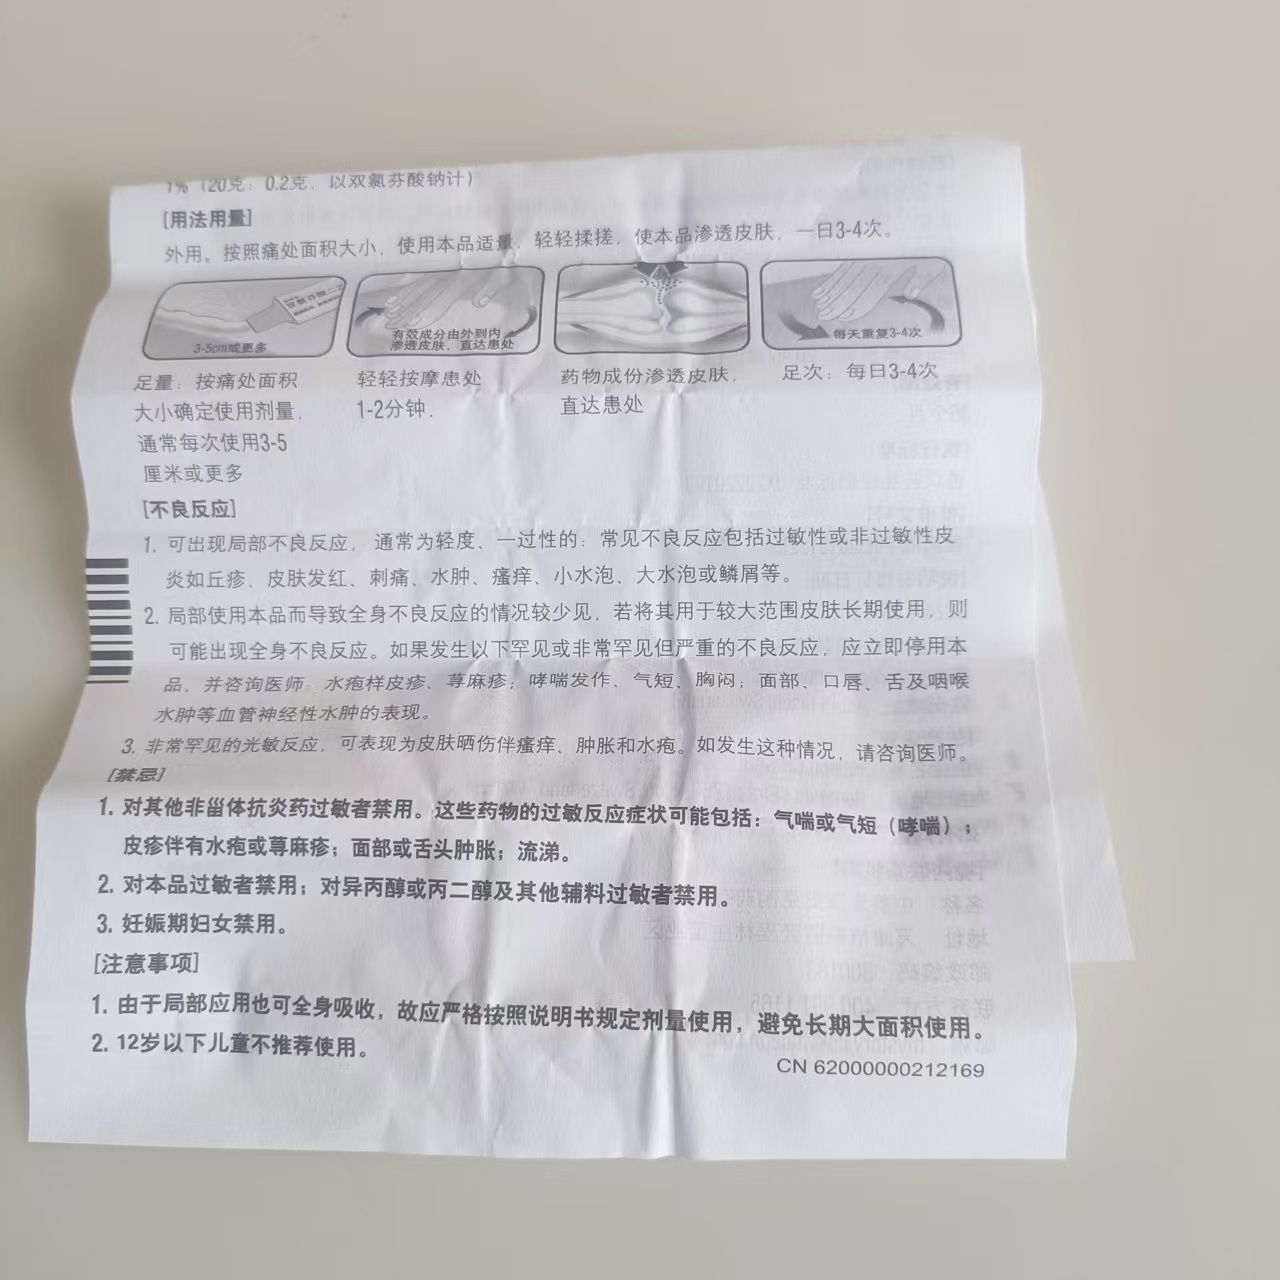 1%（20克：0.2克，以双氯芬酸钠计）
[用法用量]
外用。按照痛处面积大小，使用本品适量，轻轻揉搓，使本品渗透皮肤，一日3-4次。
3-5cm或更多
有效成分由外到内
渗透皮肤，直达患处
每天重复3-4次
足量：按痛处面积
大小确定使用剂量，
通常每次使用3-5
厘米或更多
轻轻按摩患处
1-2分钟．
药物成份渗透皮肤，
直达患处
足次：每日3-4次
[不良反应]
1. 可出现局部不良反应，通常为轻度、一过性的：常见不良反应包括过敏性或非过敏性皮
炎如丘疹、皮肤发红、刺痛、水肿、瘙痒、小水泡、大水泡或鳞屑等。
2. 局部使用本品而导致全身不良反应的情况较少见，若将其用于较大范围皮肤长期使用，则
可能出现全身不良反应。如果发生以下罕见或非常罕见但严重的不良反应，应立即停用本
品，并咨询医师：水疱样皮疹、荨麻疹；哮喘发作、气短、胸闷；面部、口唇、舌及咽喉
水肿等血管神经性水肿的表现。
3. 非常罕见的光敏反应，可表现为皮肤晒伤伴瘙痒、肿胀和水疱。如发生这种情况，请咨询医师。
[禁忌]
1. 对其他非甾体抗炎药过敏者禁用。这些药物的过敏反应症状可能包括：气喘或气短（哮喘）；
皮疹伴有水疱或荨麻疹；面部或舌头肿胀；流涕。
2. 对本品过敏者禁用；对异丙醇或丙二醇及其他辅料过敏者禁用。
3. 妊娠期妇女禁用。
[注意事项]
1. 由于局部应用也可全身吸收，故应严格按照说明书规定剂量使用，避免长期大面积使用。
2. 12岁以下儿童不推荐使用。
CN 62000000212169